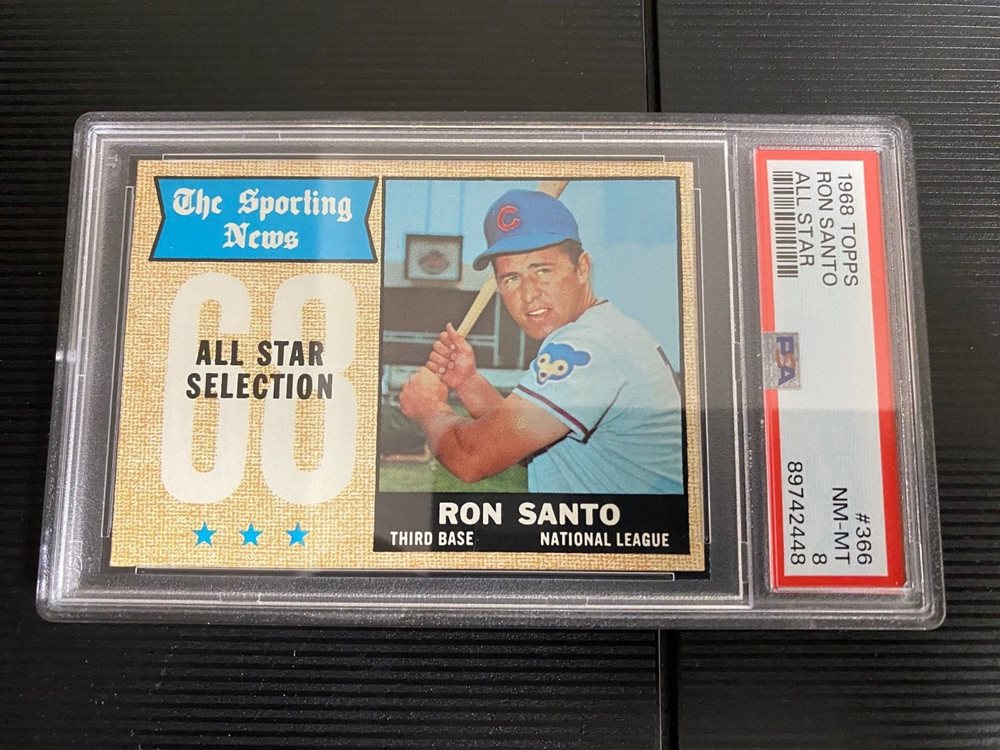 The Sporting
News
68
ALL STAR
SELECTION
C
RON SANTO
THIRD BASE
NATIONAL LEAGUE
1968 TOPPS
RON SANTO
ALL STAR
PSA
#366
NM-MT
8
89742448